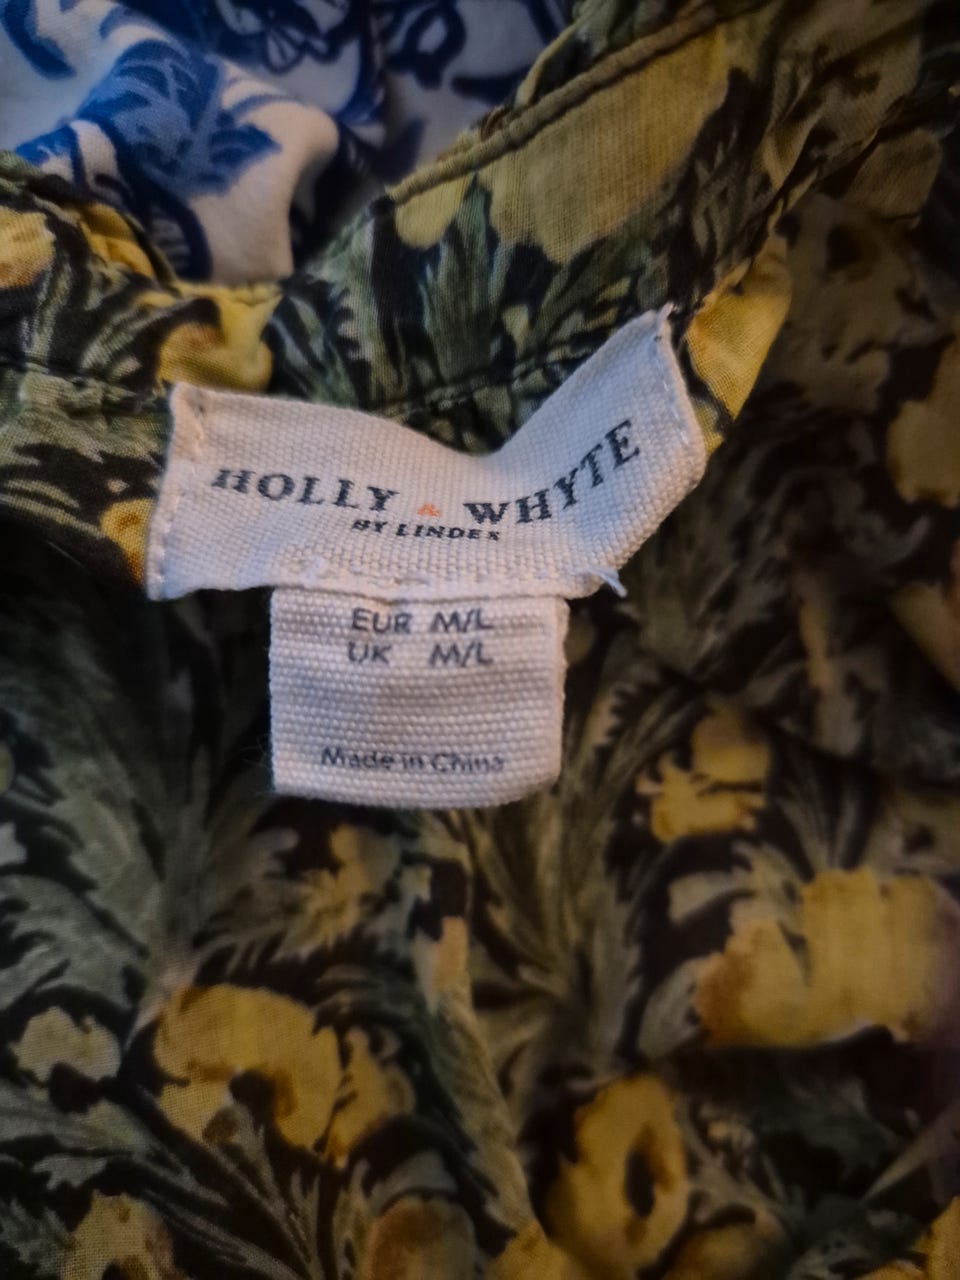 HOLLY & WHYTE
BY LINDEX
EUR M/L
UK M/L
Made in China